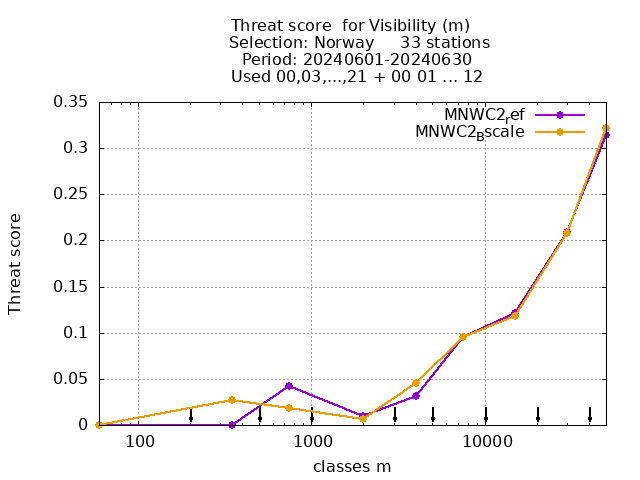 Threat score  for Visibility (m)
Selection: Norway     33 stations
Period: 20240601-20240630
Used 00,03,...,21 + 00 01 ... 12
MNWC2ref
MNWC2Bscale
0.35
0.3
0.25
0.2
0.15
0.1
0.05
0
Threat score
100 1000 10000
classes m